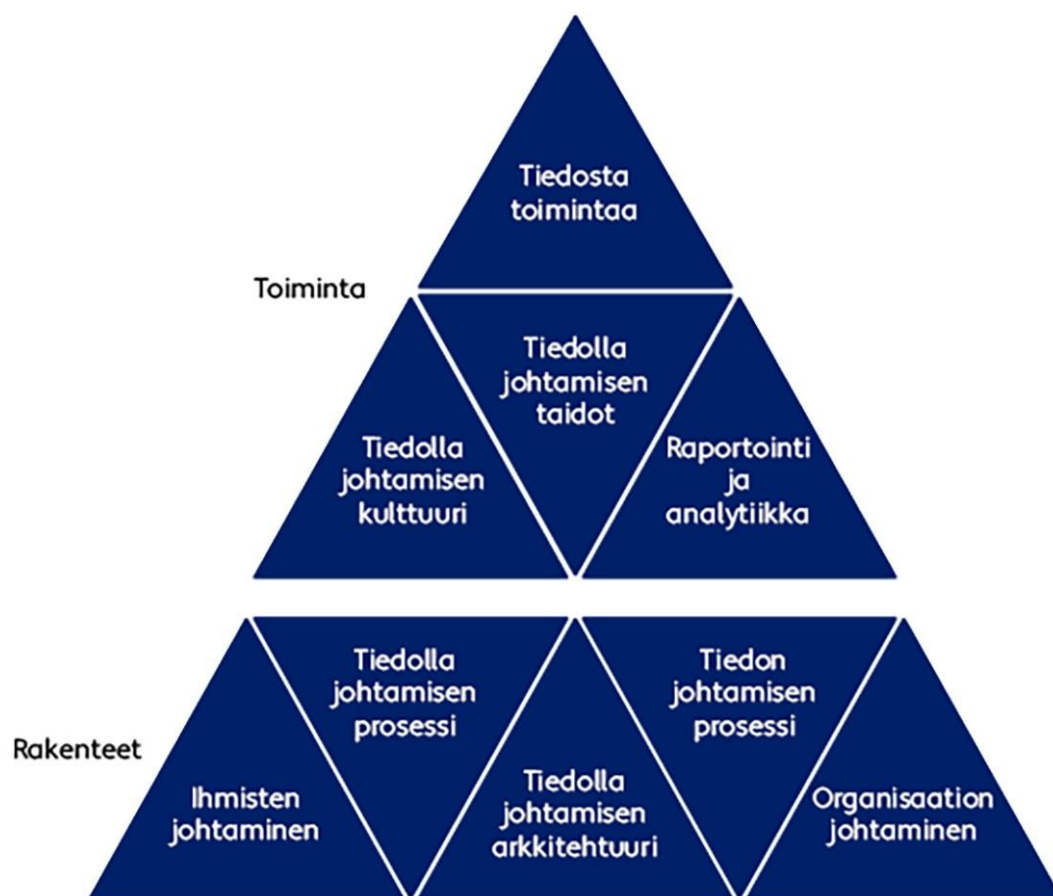 Tiedosta
toimintaa
Toiminta
Tiedolla
johtamisen
taidot
Tiedolla
johtamisen
kulttuuri
Raportointi
ja
analytiikka
Rakenteet
Tiedolla
johtamisen
prosessi
Tiedon
johtamisen
prosessi
Ihmisten
johtaminen
Tiedolla
johtamisen
arkkitehtuuri
Organisaation
johtaminen